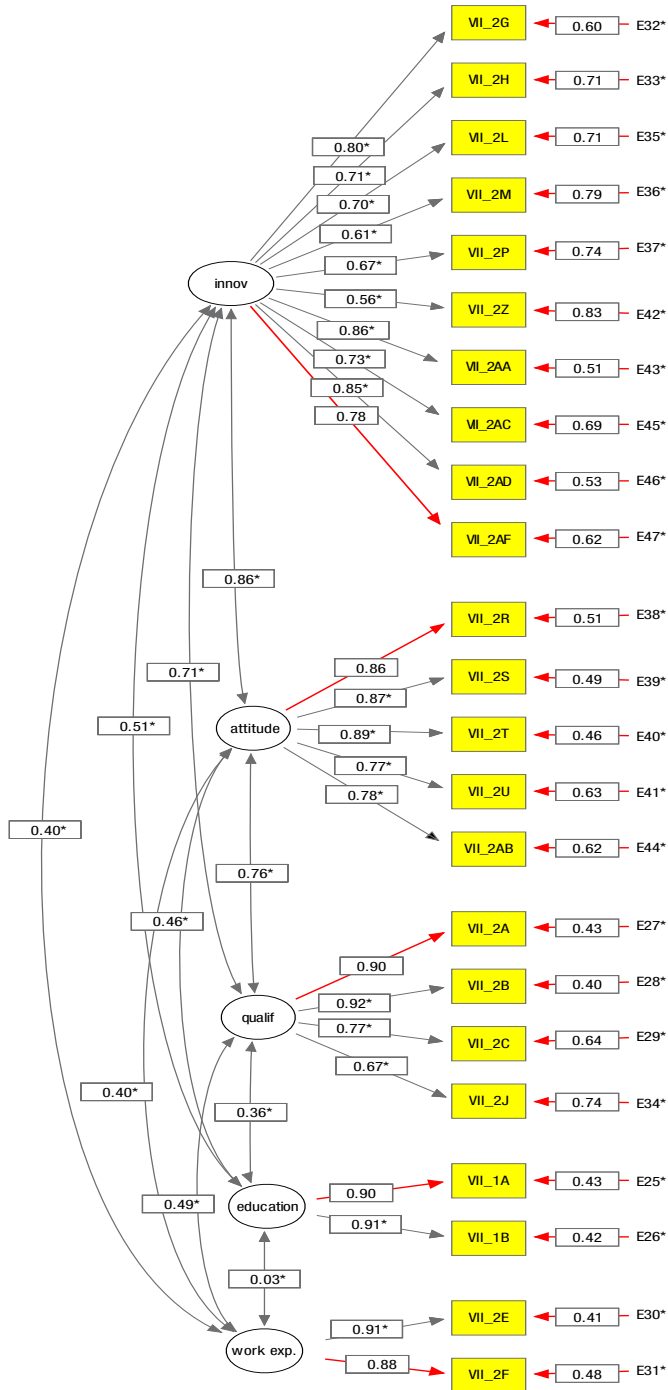 VII_2G 0.60 E32*
VII_2H 0.71 E33*
VII_2L 0.71 E35*
0.80*
0.71*
VII_2M 0.79 E36*
0.70*
0.61*
VII_2P 0.74 E37*
0.67*
innov
0.56*
VII_2Z 0.83 E42*
0.86*
0.73*
VII_2AA 0.51 E43*
0.85*
0.78
VII_2AC 0.69 E45*
VII_2AD 0.53 E46*
VII_2AF 0.62 E47*
0.86*
VII_2R 0.51 E38*
0.86
0.71*
VII_2S 0.49 E39*
0.87*
0.51*
attitude
0.89*
VII_2T 0.46 E40*
0.77*
VII_2U 0.63 E41*
0.78*
0.40*
VII_2AB 0.62 E44*
0.76*
0.46*
VII_2A 0.43 E27*
0.90
VII_2B 0.40 E28*
0.92*
qualif
0.77*
VII_2C 0.64 E29*
0.67*
0.40*
VII_2J 0.74 E34*
0.36*
VII_1A 0.43 E25*
0.90
0.49*
education
0.91*
VII_1B 0.42 E26*
0.03*
VII_2E 0.41 E30*
0.91*
work exp.
0.88
VII_2F 0.48 E31*